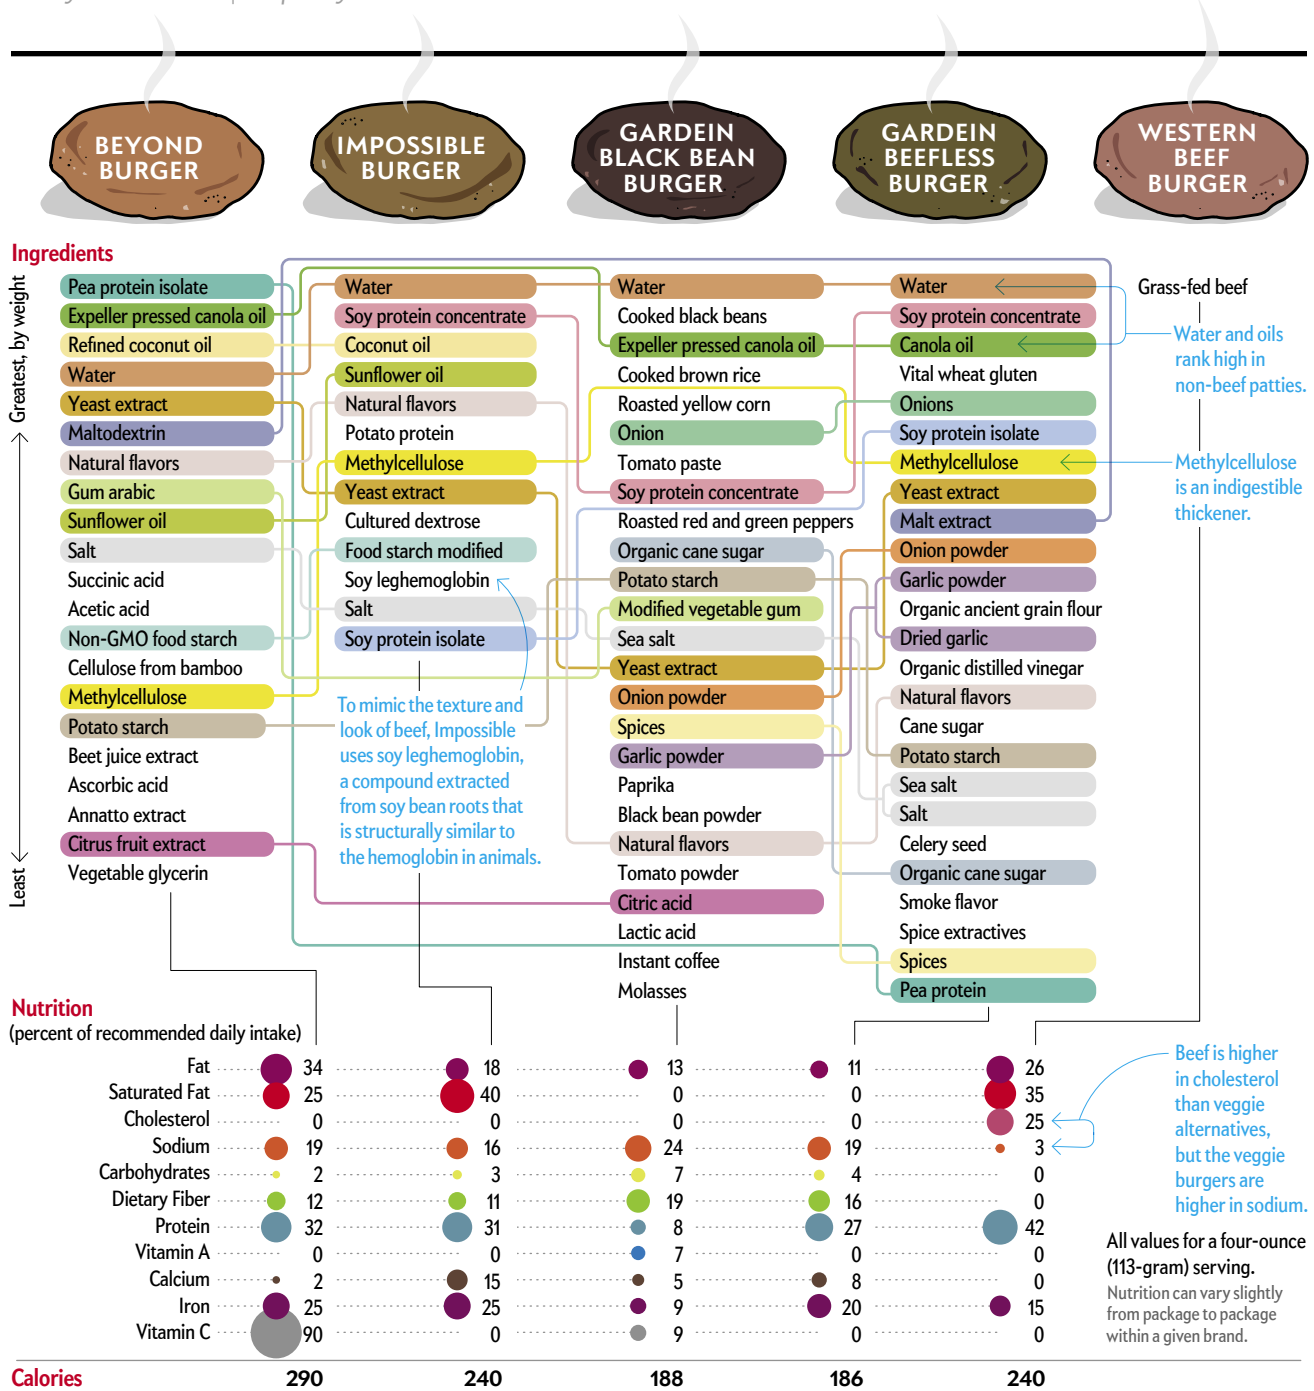 BEYOND
BURGER
IMPOSSIBLE
BURGER
GARDEIN
BLACK BEAN
BURGER
GARDEIN
BEEFLESS
BURGER
WESTERN
BEEF
BURGER
Ingredients
Greatest, by weight
Least
Pea protein isolate
Expeller pressed canola oil
Refined coconut oil
Water
Yeast extract
Maltodextrin
Natural flavors
Gum arabic
Sunflower oil
Salt
Succinic acid
Acetic acid
Non-GMO food starch
Cellulose from bamboo
Methylcellulose
Potato starch
Beet juice extract
Ascorbic acid
Annatto extract
Citrus fruit extract
Vegetable glycerin
Water
Soy protein concentrate
Coconut oil
Sunflower oil
Natural flavors
Potato protein
Methylcellulose
Yeast extract
Cultured dextrose
Food starch modified
Soy leghemoglobin
Salt
Soy protein isolate
To mimic the texture and
look of beef, Impossible
uses soy leghemoglobin,
a compound extracted
from soy bean roots that
is structurally similar to
the hemoglobin in animals.
Water
Cooked black beans
Expeller pressed canola oil
Cooked brown rice
Roasted yellow corn
Onion
Tomato paste
Soy protein concentrate
Roasted red and green peppers
Organic cane sugar
Potato starch
Modified vegetable gum
Sea salt
Yeast extract
Onion powder
Spices
Garlic powder
Paprika
Black bean powder
Natural flavors
Tomato powder
Citric acid
Lactic acid
Instant coffee
Molasses
Water
Soy protein concentrate
Canola oil
Vital wheat gluten
Onions
Soy protein isolate
Methylcellulose
Yeast extract
Malt extract
Onion powder
Garlic powder
Organic ancient grain flour
Dried garlic
Organic distilled vinegar
Natural flavors
Cane sugar
Potato starch
Sea salt
Salt
Celery seed
Organic cane sugar
Smoke flavor
Spice extractives
Spices
Pea protein
Grass-fed beef
Water and oils
rank high in
non-beef patties.
Methylcellulose
is an indigestible
thickener.
Nutrition
(percent of recommended daily intake)
Fat 34 18 13 11 26
Saturated Fat 25 40 0 0 35
Cholesterol 0 0 0 0 25
Sodium 19 16 24 19 3
Carbohydrates 2 3 7 4 0
Dietary Fiber 12 11 19 16 0
Protein 32 31 8 27 42
Vitamin A 0 0 7 0 0
Calcium 2 15 5 8 0
Iron 25 25 9 20 15
Vitamin C 90 0 9 0 0
Calories 290 240 188 186 240
Beef is higher
in cholesterol
than veggie
alternatives,
but the veggie
burgers are
higher in sodium.
All values for a four-ounce
(113-gram) serving.
Nutrition can vary slightly
from package to package
within a given brand.